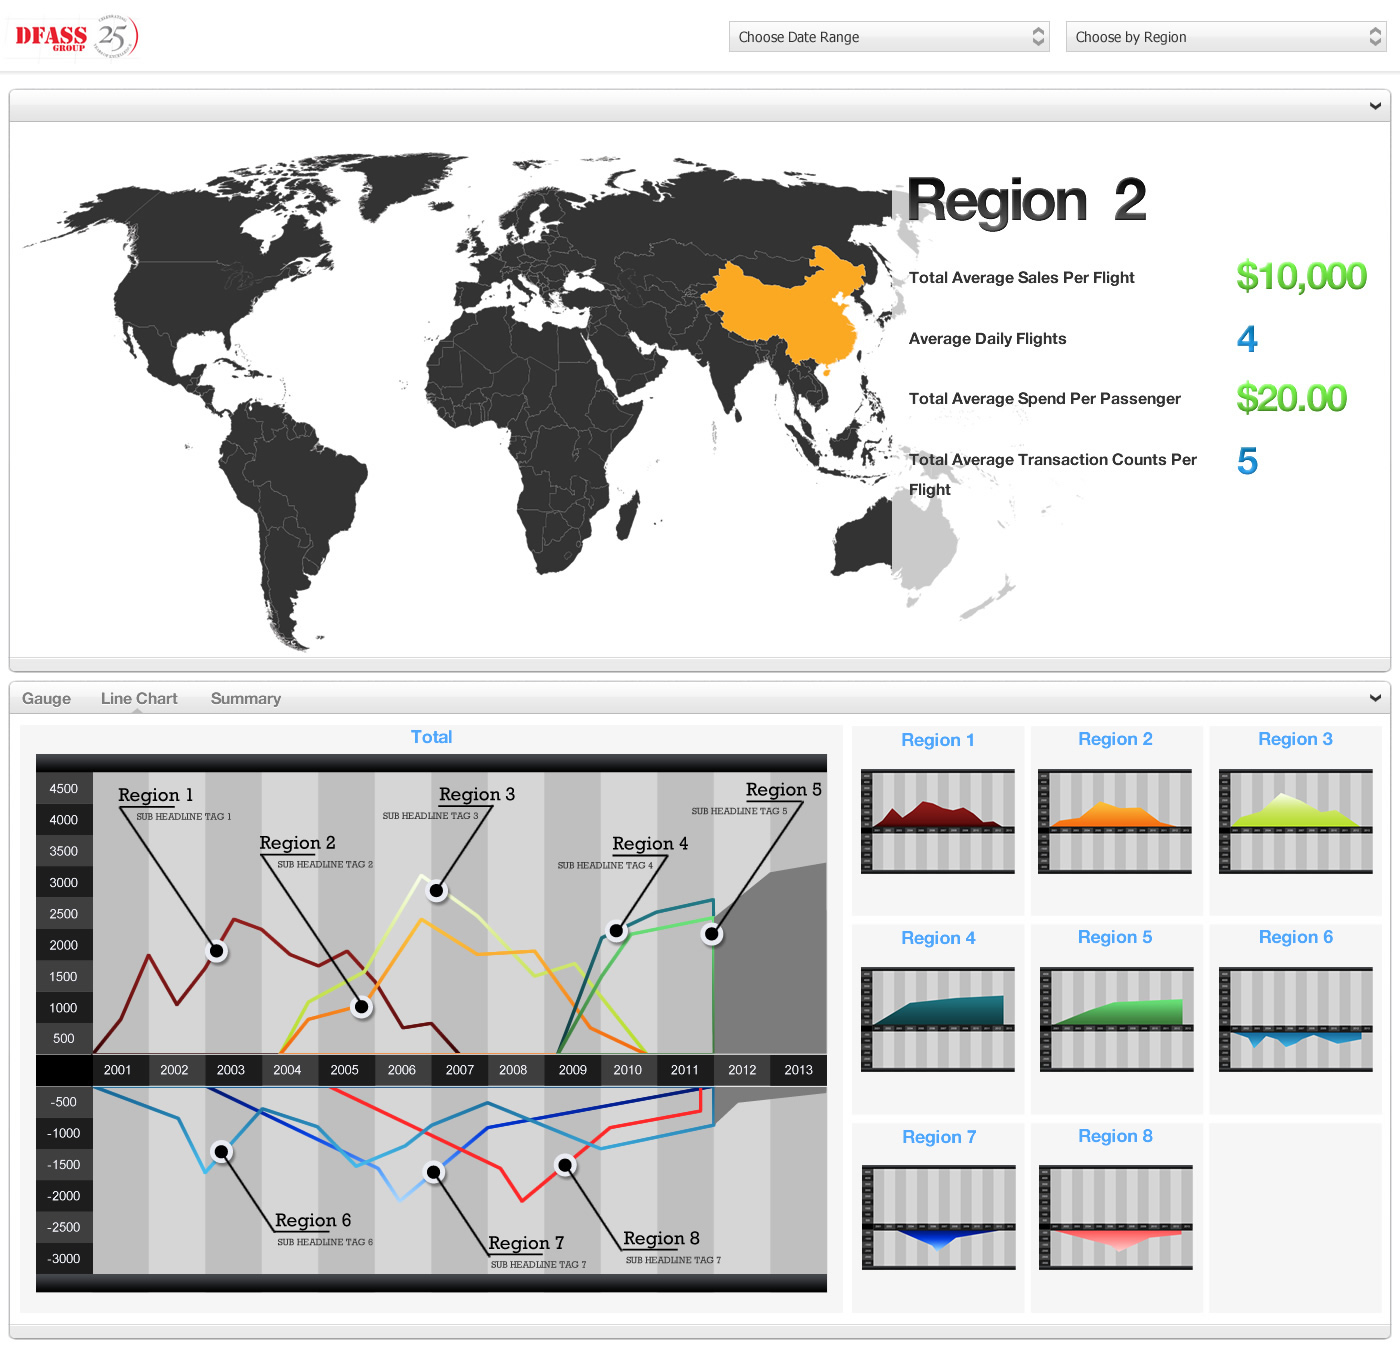 DFASS
GROUP
25
Choose Date Range
Choose by Region
Region 2
Total Average Sales Per Flight
$10,000
Average Daily Flights
4
Total Average Spend Per Passenger
$20.00
Total Average Transaction Counts Per
Flight
5
Gauge
Line Chart
Summary
Total
4500
4000
3500
3000
2500
2000
1500
1000
500
Region 1
SUB HEADLINE TAG 1
Region 2
SUB HEADLINE TAG 2
Region 3
SUB HEADLINE TAG 3
Region 4
SUB HEADLINE TAG 4
Region 5
SUB HEADLINE TAG 5
2001 2002 2003 2004 2005 2006 2007 2008 2009 2010 2011 2012 2013
-500
-1000
-1500
-2000
-2500
-3000
Region 6
SUB HEADLINE TAG 6
Region 7
SUB HEADLINE TAG 7
Region 8
SUB HEADLINE TAG 7
Region 1
Region 2
Region 3
Region 4
Region 5
Region 6
Region 7
Region 8